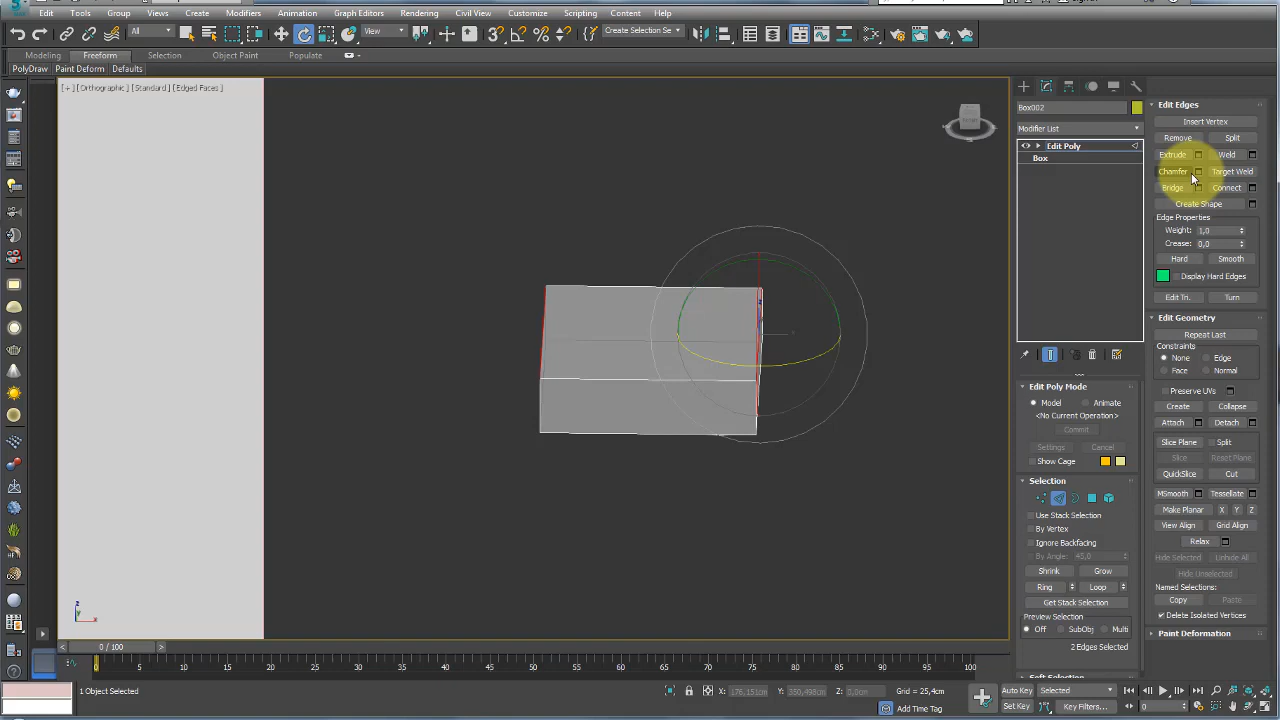 Edit Tools Group Views Create Modifiers Animation Graph Editors Rendering Civil View Customize Scripting Content Help
All View Create Selection Se
Modeling Freeform Selection Object Paint Populate
PolyDraw Paint Deform Defaults
[+][Orthographic][Standard][Edged Faces]
Box002
Modifier List
Edit Poly
Box
Edit Poly Mode
Model Animate
<No Current Operation>
Commit
Settings Cancel
Show Cage
Selection
Use Stack Selection
By Vertex
Ignore Backfacing
By Angle: 45,0
Shrink Grow
Ring Loop
Get Stack Selection
Preview Selection
Off SubObj Multi
2 Edges Selected
Edit Edges
Insert Vertex
Remove Split
Extrude Weld
Chamfer Target Weld
Bridge Connect
Create Shape
Edge Properties
Weight: 1,0
Crease: 0,0
Hard Smooth
Display Hard Edges
Edit Tri. Turn
Edit Geometry
Repeat Last
Constraints
None Edge
Face Normal
Preserve UVs
Create Collapse
Attach Detach
Slice Plane Split
Slice Reset Plane
QuickSlice Cut
MSmooth Tessellate
Make Planar X Y Z
View Align Grid Align
Relax
Hide Selected Unhide All
Hide Unselected
Named Selections:
Copy Paste
Delete Isolated Vertices
Paint Deformation
z
y
x
0 / 100
0 5 10 15 20 25 30 35 40 45 50 55 60 65 70 75 80 85 90 95 100
1 Object Selected X: 176,151cm Y: 350,498cm Z: 0,0cm Grid = 25,4cm Auto Key Selected
Add Time Tag Set Key Key Filters... 0